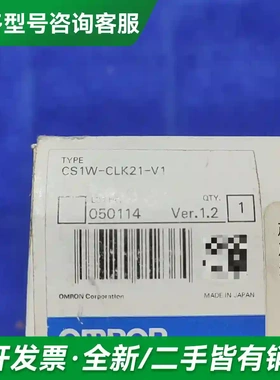 型号咨询客服
TYPE
CS1W-CLK21-V1
050114
Ver.1.2
QTY.
1
OMRON Corporation
MADE IN JAPAN
OMRON
开发票·全新/二手皆有